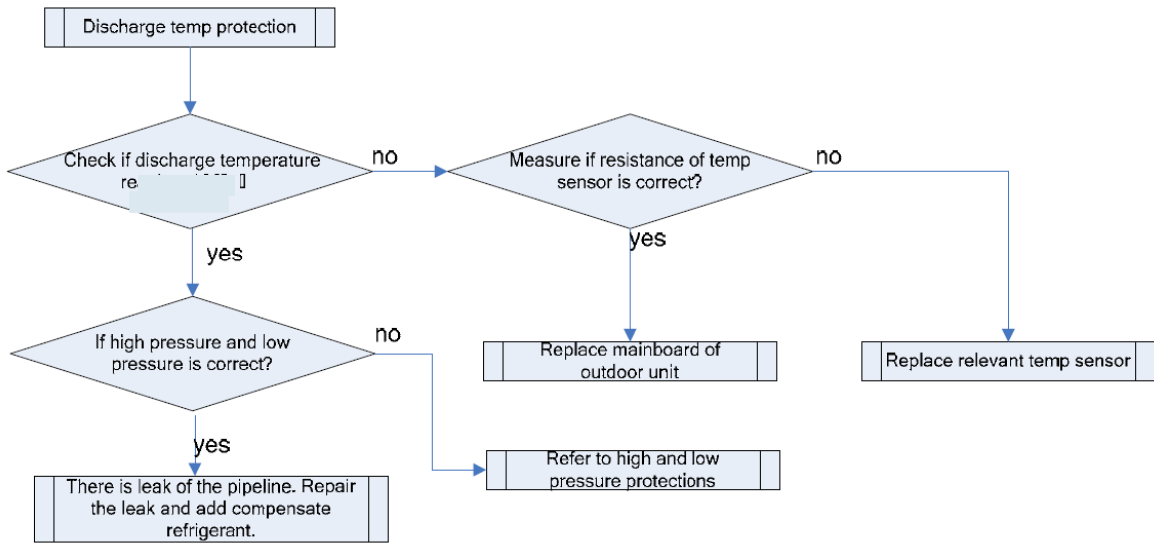 Discharge temp protection
Check if discharge temperature
no
Measure if resistance of temp
sensor is correct?
no
yes
yes
If high pressure and low
pressure is correct?
no
Replace mainboard of
outdoor unit
Replace relevant temp sensor
yes
Refer to high and low
pressure protections
There is leak of the pipeline. Repair
the leak and add compensate
refrigerant.